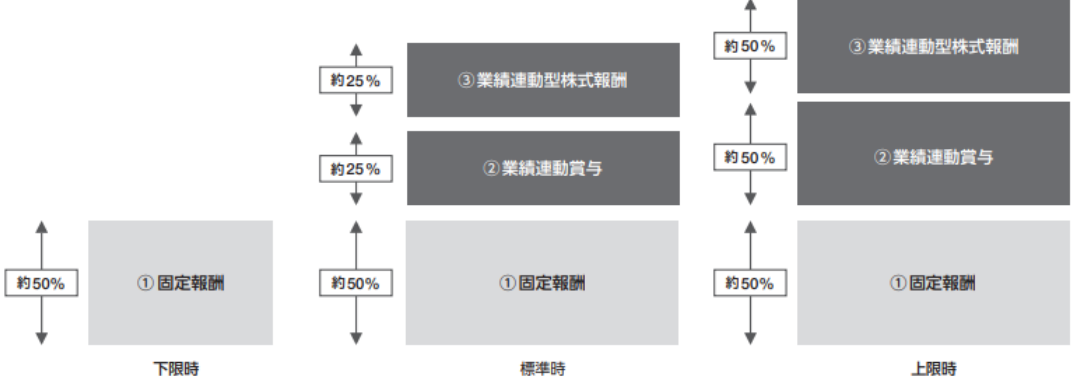 約50%
③業績連動型株式報酬
約25%
③業績連動型株式報酬
約50%
②業績連動賞与
約25%
②業績連動賞与
約50%
①固定報酬
約50%
①固定報酬
約50%
①固定報酬
下限時
標準時
上限時